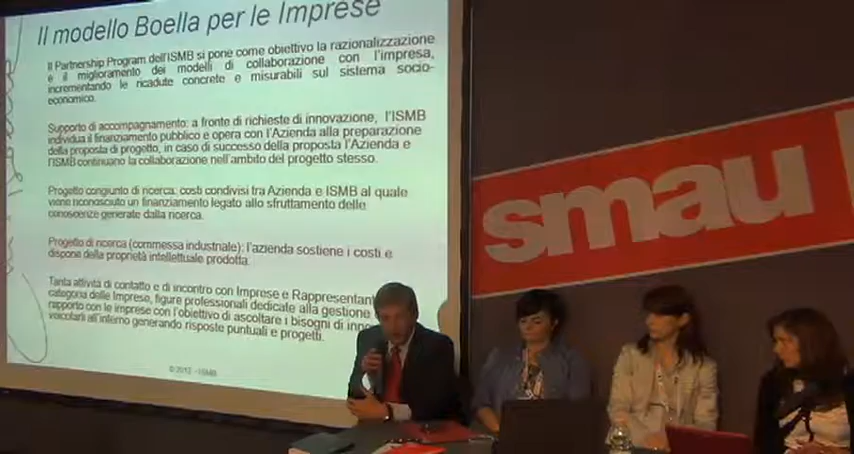 Il modello Boella per le Imprese
Il Partnership Program dell'ISMB si pone come obiettivo la razionalizzazione
e il miglioramento dei modelli di collaborazione con l'impresa,
incrementando le ricadute concrete e misurabili sul sistema socio-
economico.
Supporto di accompagnamento: a fronte di richieste di innovazione, l'ISMB
individua il finanziamento pubblico e opera con l'Azienda alla preparazione
della proposta di progetto, in caso di successo della proposta l'Azienda e
l'ISMB continuano la collaborazione nell'ambito del progetto stesso.
Progetto congiunto di ricerca: costi condivisi tra Azienda e ISMB al quale
viene riconosciuto un finanziamento legato allo sfruttamento delle
conoscenze generate dalla ricerca.
Progetto di ricerca (commessa industriale): l'azienda sostiene i costi e
dispone della proprietà intellettuale prodotta.
Tanta attività di contatto e di incontro con Imprese e Rappresentant
categoria delle Imprese, figure professionali dedicate alla gestione
rapporto con le imprese con l'obiettivo di ascoltare i bisogni di inno
veicolarli all'interno generando risposte puntuali e progetti.
© 2012 - ISMB
smau